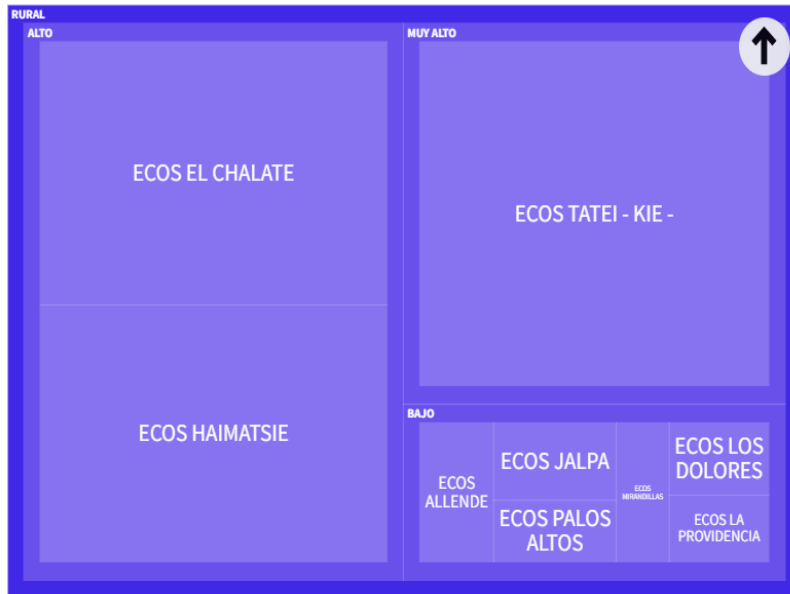 RURAL
ALTO
ECOS EL CHALATE
ECOS HAIMATSIE
MUY ALTO
ECOS TATEI - KIE -
BAJO
ECOS
ALLENDE
ECOS JALPA
ECOS PALOS
ALTOS
ECOS
MIRANDILLAS
ECOS LOS
DOLORES
ECOS LA
PROVIDENCIA